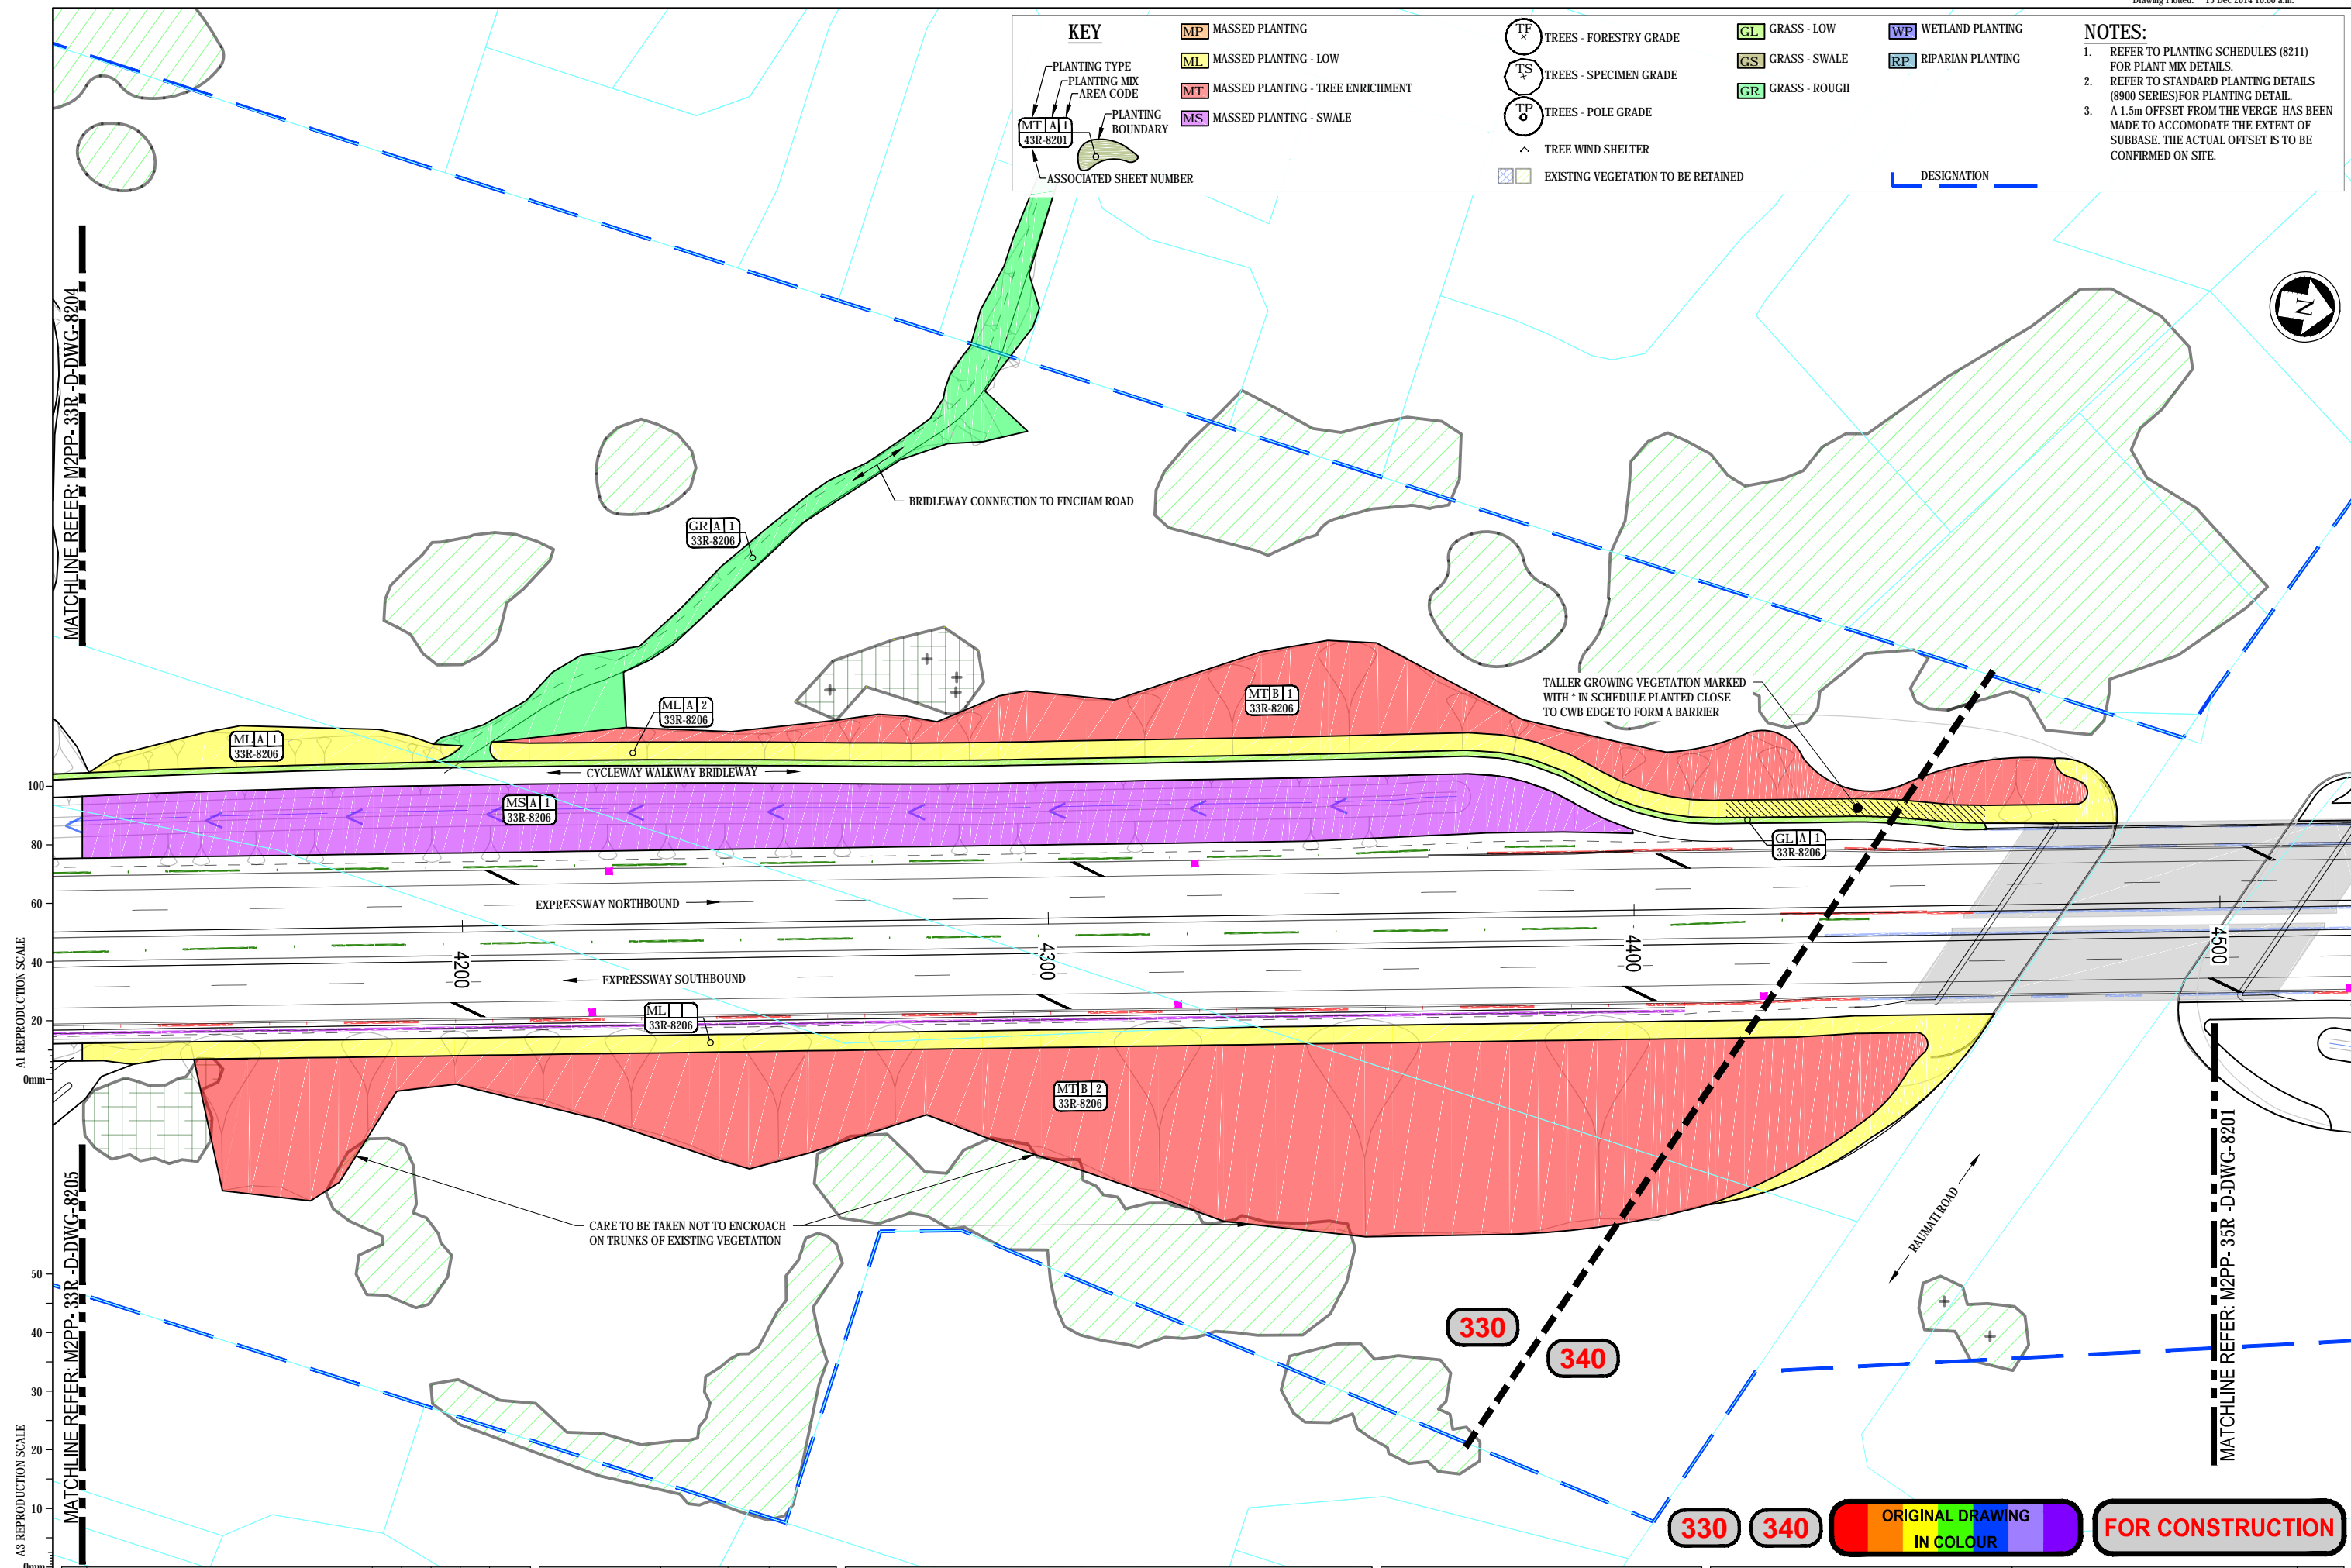 KEY
PLANTING TYPE
PLANTING MIX
AREA CODE
MT A 1
43R-8201
PLANTING
BOUNDARY
ASSOCIATED SHEET NUMBER
MP MASSED PLANTING
ML MASSED PLANTING - LOW
MT MASSED PLANTING - TREE ENRICHMENT
MS MASSED PLANTING - SWALE
TF TREES - FORESTRY GRADE
TS TREES - SPECIMEN GRADE
TP TREES - POLE GRADE
TREE WIND SHELTER
EXISTING VEGETATION TO BE RETAINED
GL GRASS - LOW
GS GRASS - SWALE
GR GRASS - ROUGH
WP WETLAND PLANTING
RP RIPARIAN PLANTING
DESIGNATION
NOTES:
1. REFER TO PLANTING SCHEDULES (8211)
FOR PLANT MIX DETAILS.
2. REFER TO STANDARD PLANTING DETAILS
(8900 SERIES)FOR PLANTING DETAIL.
3. A 1.5m OFFSET FROM THE VERGE HAS BEEN
MADE TO ACCOMODATE THE EXTENT OF
SUBBASE. THE ACTUAL OFFSET IS TO BE
CONFIRMED ON SITE.
N
MATCHLINE REFER: M2PP- 33R -D-DWG-8204
BRIDLEWAY CONNECTION TO FINCHAM ROAD
GR A 1
33R-8206
ML A 2
33R-8206
MT B 1
33R-8206
TALLER GROWING VEGETATION MARKED
WITH * IN SCHEDULE PLANTED CLOSE
TO CWB EDGE TO FORM A BARRIER
ML A 1
33R-8206
CYCLEWAY WALKWAY BRIDLEWAY
MS A 1
33R-8206
GL A 1
33R-8206
EXPRESSWAY NORTHBOUND
4200
4300
4400
4500
EXPRESSWAY SOUTHBOUND
ML
33R-8206
MT B 2
33R-8206
CARE TO BE TAKEN NOT TO ENCROACH
ON TRUNKS OF EXISTING VEGETATION
RAUMATI ROAD
330
340
MATCHLINE REFER: M2PP- 33R -D-DWG-8205
MATCHLINE REFER: M2PP- 35R -D-DWG-8201
100
80
60
40
20
0mm
A1 REPRODUCTION SCALE
50
40
30
20
10
0mm
A3 REPRODUCTION SCALE
330
340
ORIGINAL DRAWING
IN COLOUR
FOR CONSTRUCTION